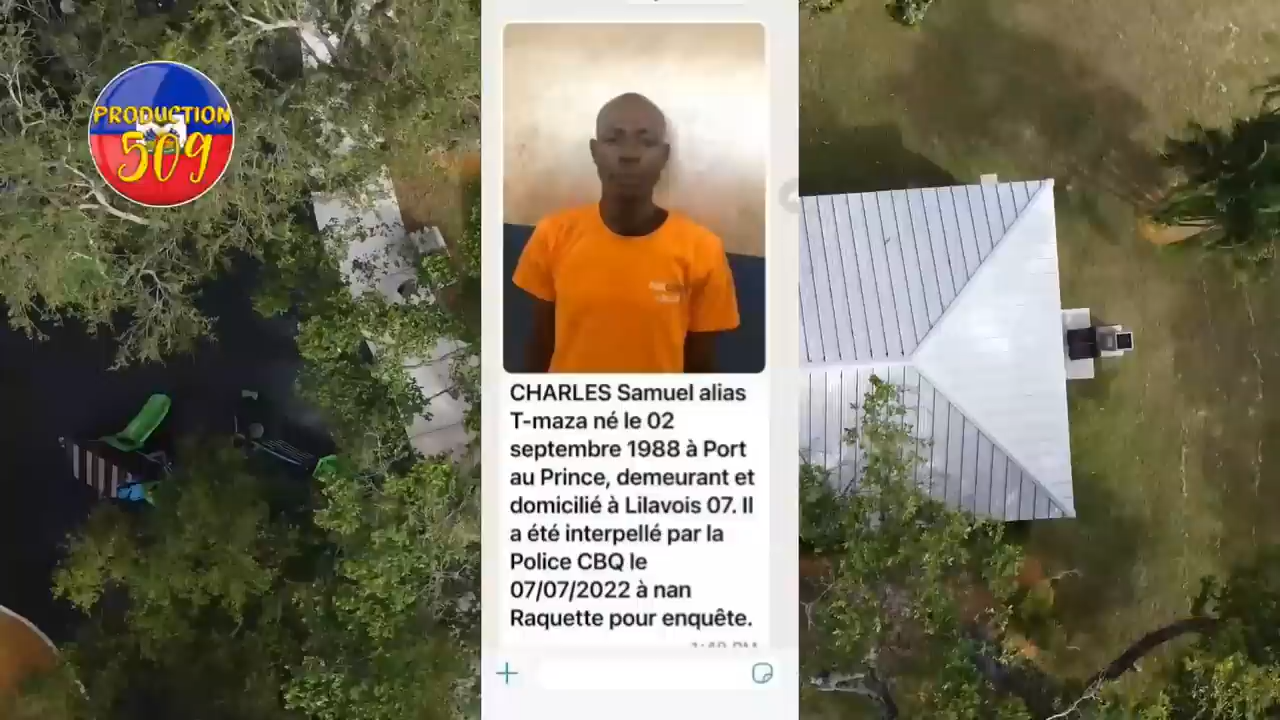 PRODUCTION
509
CHARLES Samuel alias
T-maza né le 02
septembre 1988 à Port
au Prince, demeurant et
domicilié à Lilavois 07. Il
a été interpellé par la
Police CBQ le
07/07/2022 à nan
Raquette pour enquête.